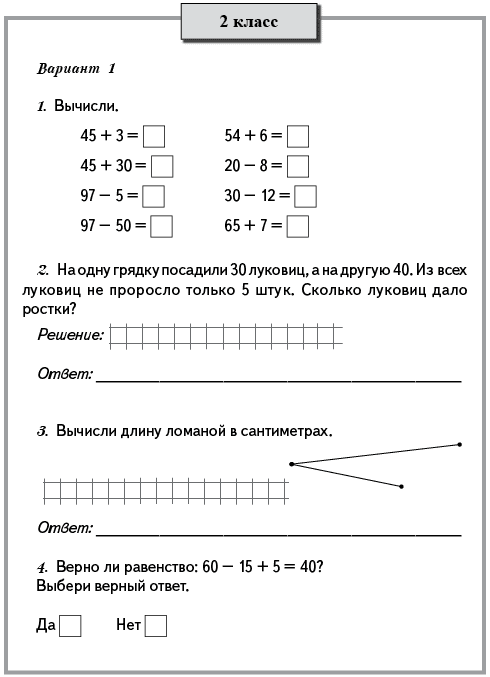 2 класс
Вариант 1
1. Вычисли.
45 + 3 = 54 + 6 =
45 + 30 = 20 − 8 =
97 − 5 = 30 − 12 =
97 − 50 = 65 + 7 =
2. На одну грядку посадили 30 луковиц, а на другую 40. Из всех
луковиц не проросло только 5 штук. Сколько луковиц дало
ростки?
Решение:
Ответ:
3. Вычисли длину ломаной в сантиметрах.
Ответ:
4. Верно ли равенство: 60 − 15 + 5 = 40?
Выбери верный ответ.
Да Нет